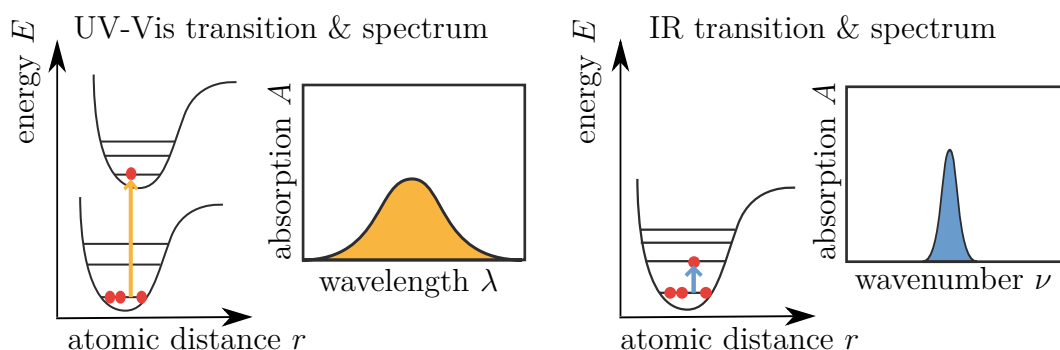 UV-Vis transition & spectrum
energy E
atomic distance r
absorption A
wavelength λ
IR transition & spectrum
energy E
atomic distance r
absorption A
wavenumber ν